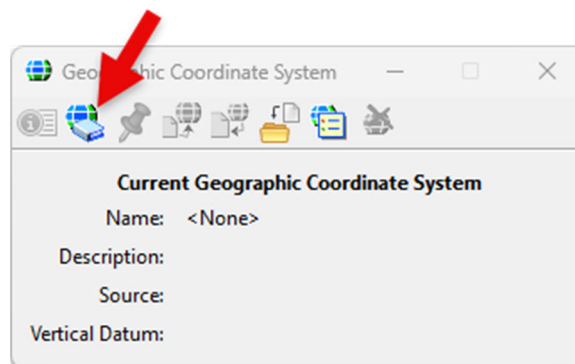 Geographic Coordinate System
Current Geographic Coordinate System
Name: <None>
Description:
Source:
Vertical Datum: